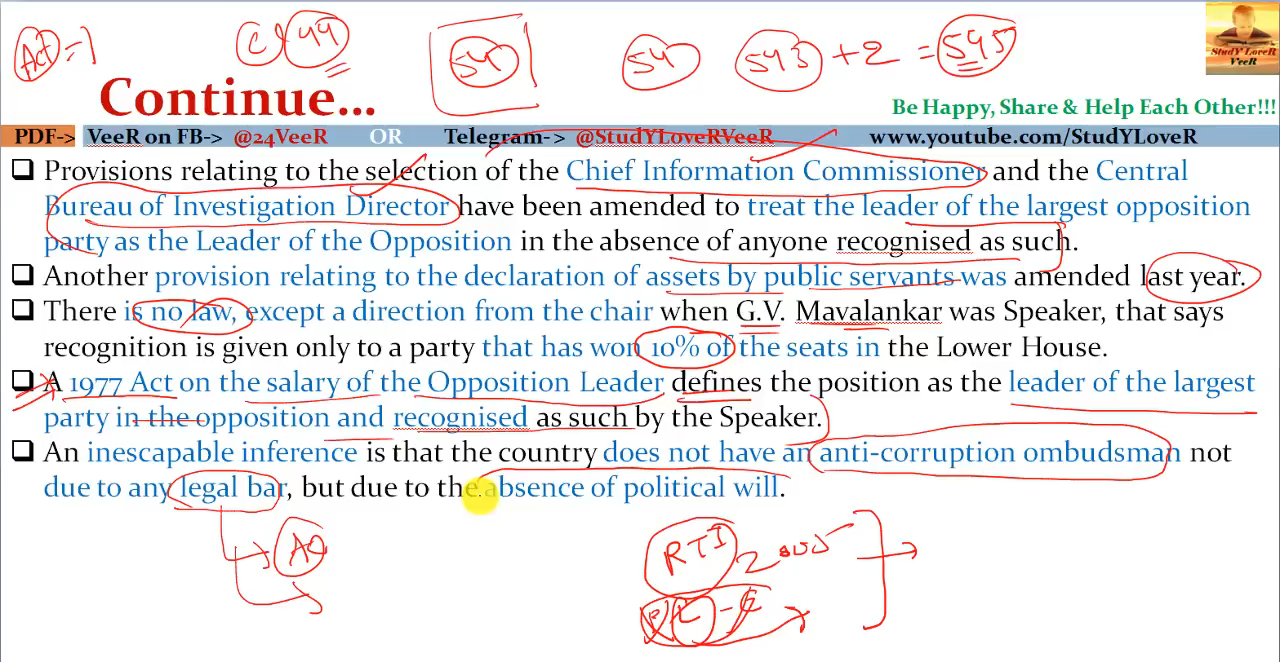 Act = 1
C) 44
54
54
543 + 2 = 545
StudY LoveR
VeeR
Continue...
Be Happy, Share & Help Each Other!!!
PDF-> VeeR on FB-> @24VeeR OR Telegram-> @StudYLoveRVeeR www.youtube.com/StudYLoveR
❑ Provisions relating to the selection of the Chief Information Commissioner and the Central
Bureau of Investigation Director have been amended to treat the leader of the largest opposition
party as the Leader of the Opposition in the absence of anyone recognised as such.
❑ Another provision relating to the declaration of assets by public servants was amended last year.
❑ There is no law, except a direction from the chair when G.V. Mavalankar was Speaker, that says
recognition is given only to a party that has won 10% of the seats in the Lower House.
❑ A 1977 Act on the salary of the Opposition Leader defines the position as the leader of the largest
party in the opposition and recognised as such by the Speaker.
❑ An inescapable inference is that the country does not have an anti-corruption ombudsman not
due to any legal bar, but due to the absence of political will.
RTI 2005